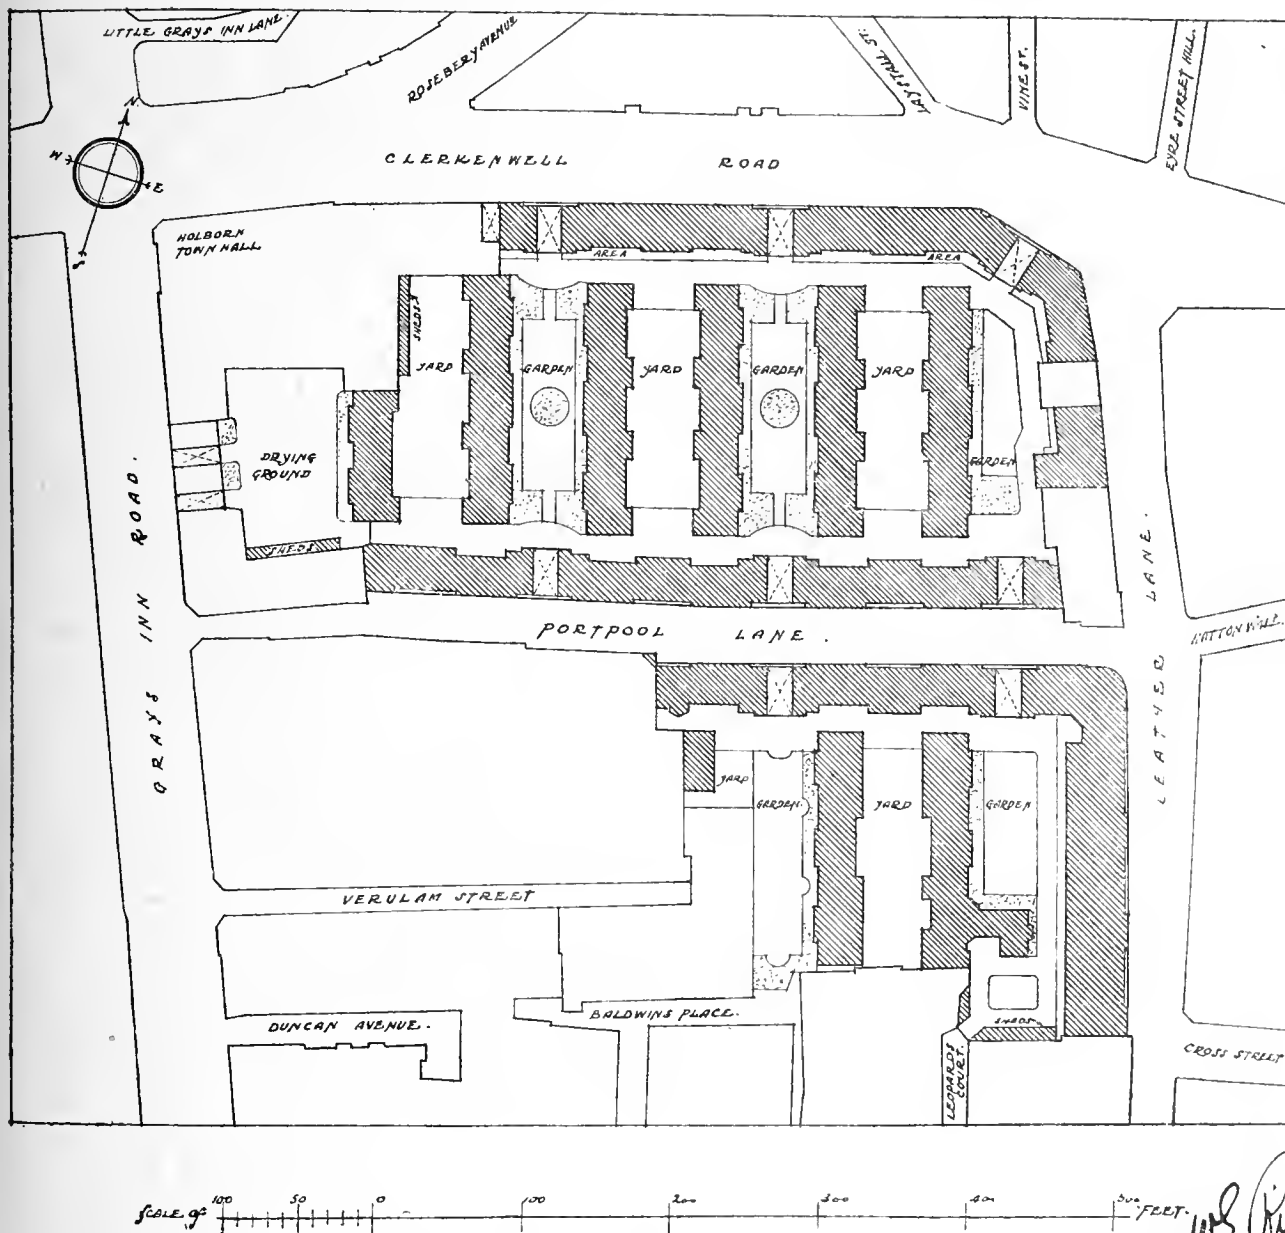 LITTLE GRAYS INN LANE.
ROSEBERY AVENUE
LAYSTALL ST.
VINE ST.
EYRE STREET HILL.
N
W
E
S
CLERKENWELL ROAD
HOLBORN
TOWN HALL
AREA
AREA
SHEDS
YARD
GARDEN
YARD
GARDEN
YARD
GARDEN
DRYING
GROUND
SHEDS
GRAYS INN ROAD.
PORTPOOL LANE.
LEATHER LANE.
HATTON WALL.
YARD
GARDEN.
YARD
GARDEN
VERULAM STREET
DUNCAN AVENUE.
BALDWINS PLACE.
SHEDS
LEOPARDS
COURT.
CROSS STREET
SCALE OF 100 50 0 100 200 300 400 500 FEET.